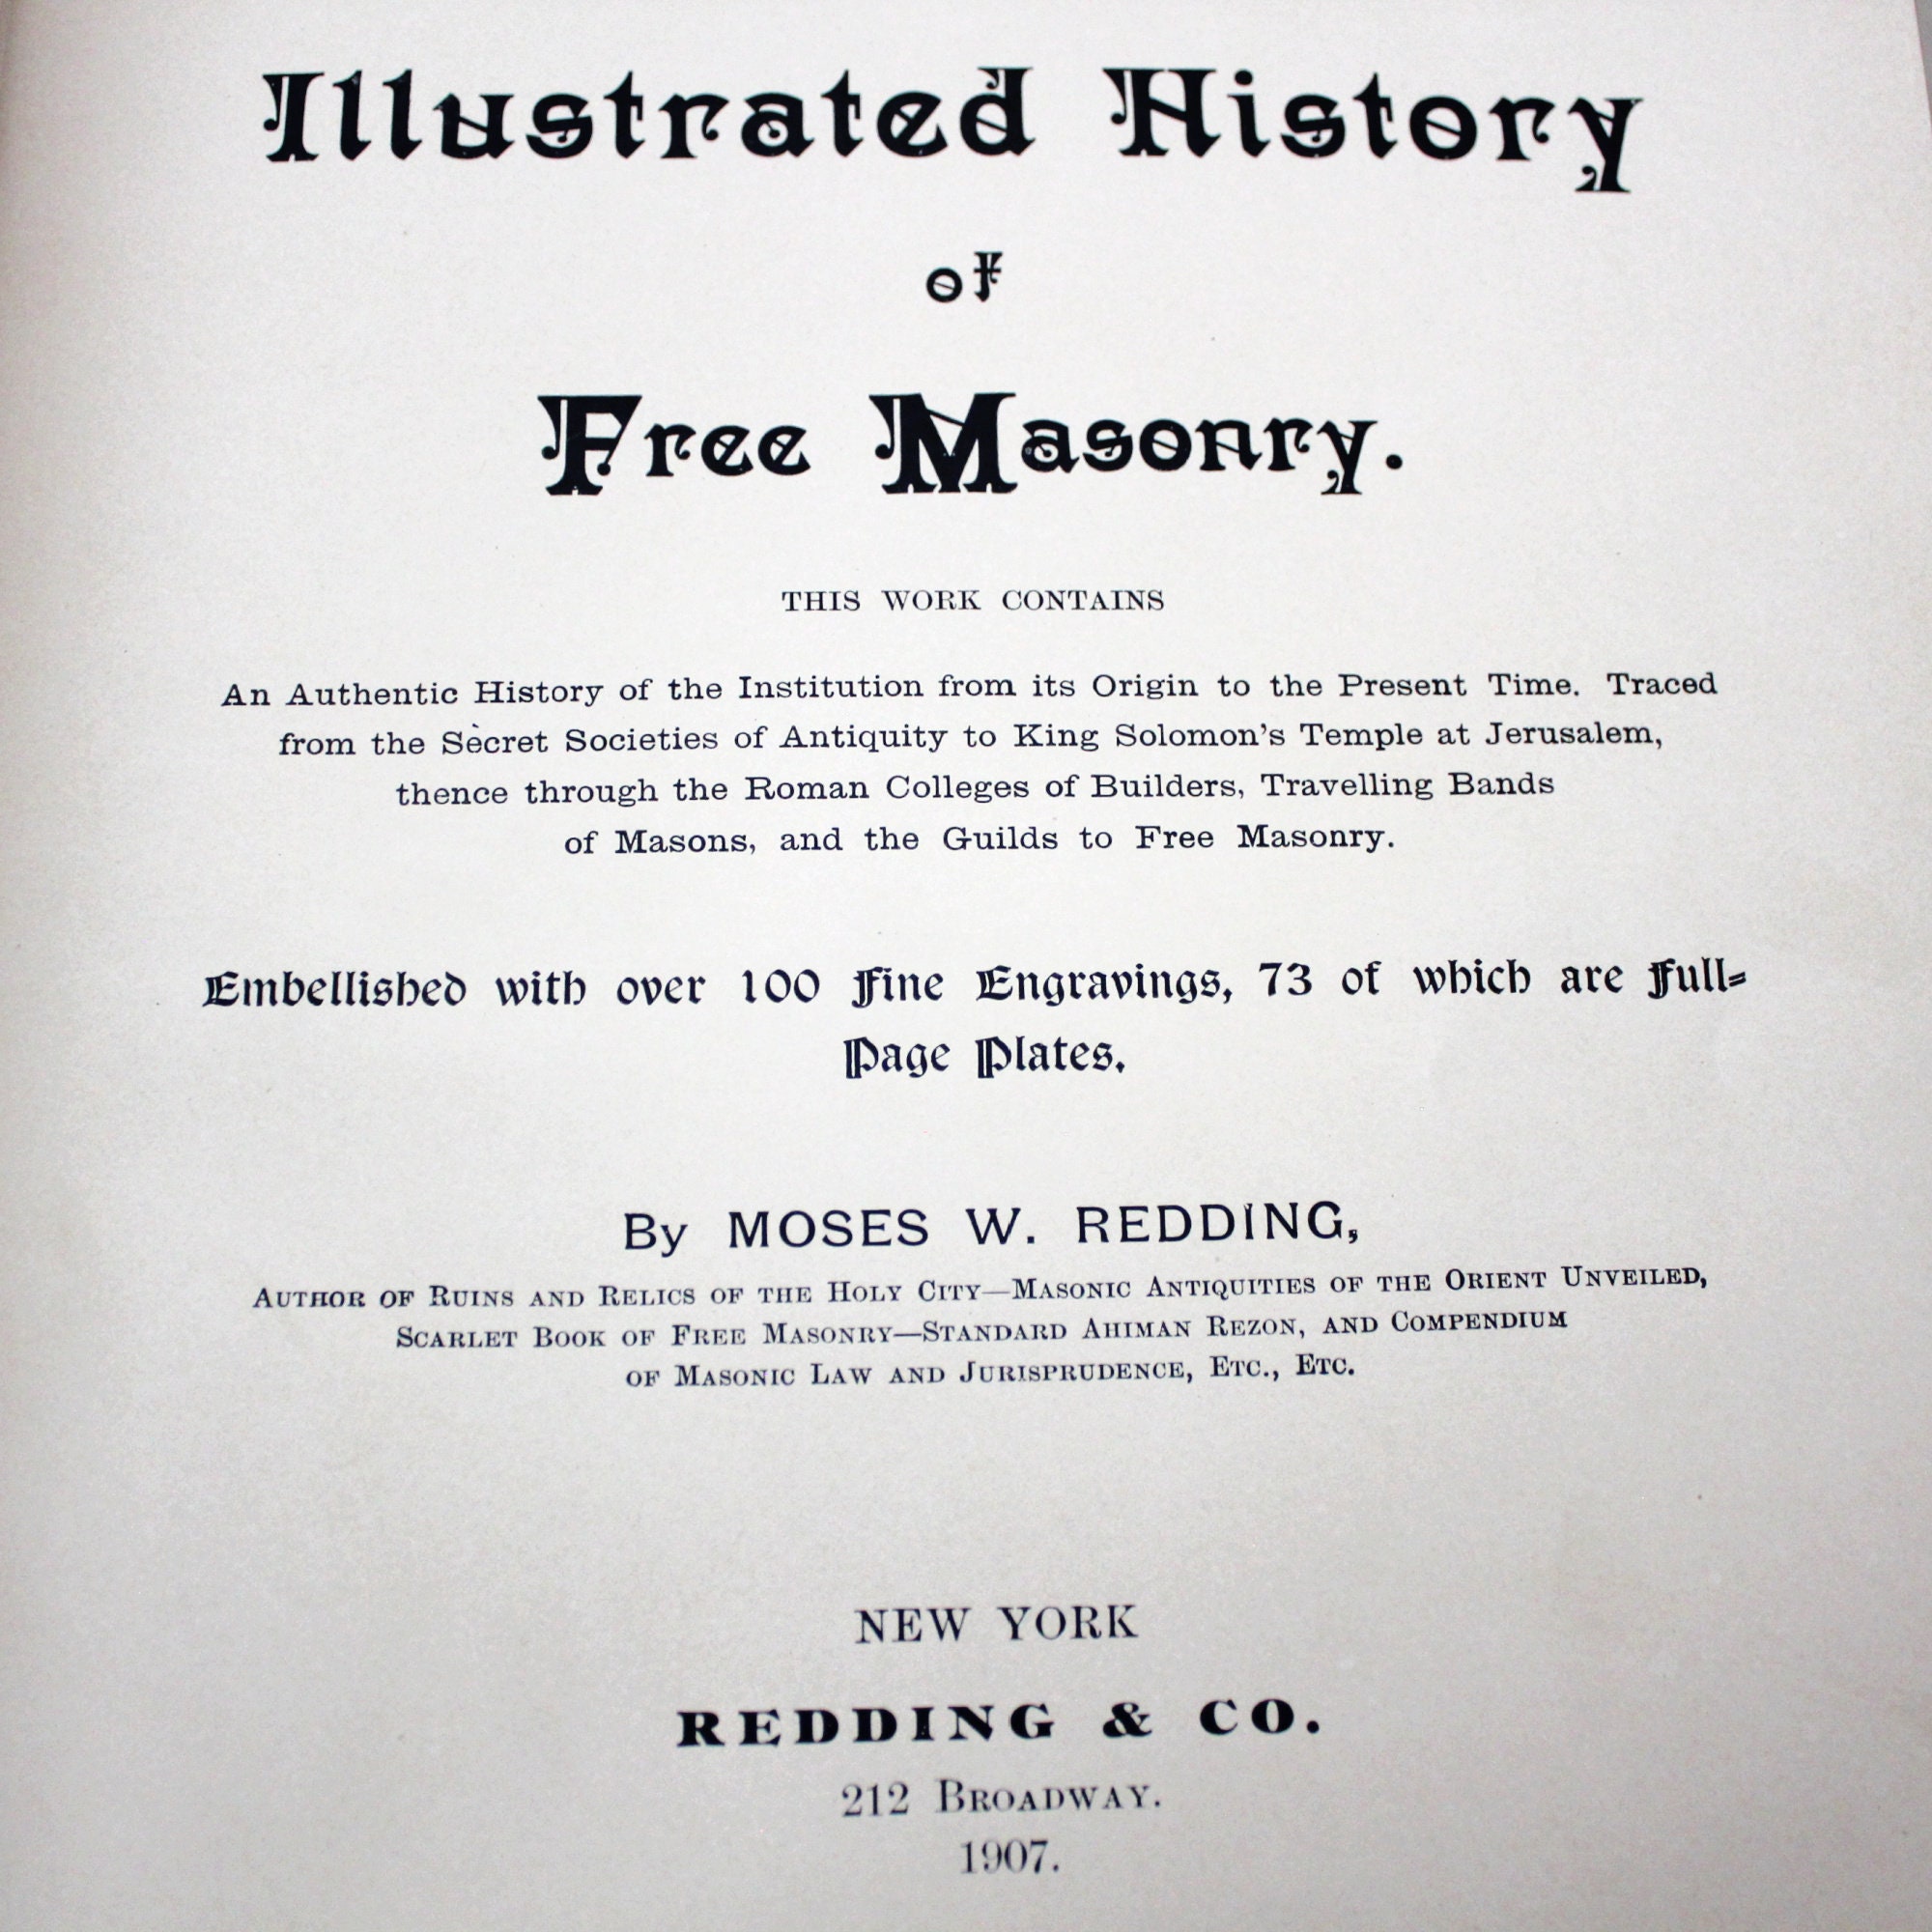 Illustrated History
of
Free Masonry.
THIS WORK CONTAINS
An Authentic History of the Institution from its Origin to the Present Time. Traced
from the Secret Societies of Antiquity to King Solomon's Temple at Jerusalem,
thence through the Roman Colleges of Builders, Travelling Bands
of Masons, and the Guilds to Free Masonry.
Embellished with over 100 Fine Engravings, 73 of which are Full-
Page Plates.
By MOSES W. REDDING,
AUTHOR OF RUINS AND RELICS OF THE HOLY CITY—MASONIC ANTIQUITIES OF THE ORIENT UNVEILED,
SCARLET BOOK OF FREE MASONRY—STANDARD AHIMAN REZON, AND COMPENDIUM
OF MASONIC LAW AND JURISPRUDENCE, ETC., ETC.
NEW YORK
REDDING & CO.
212 BROADWAY.
1907.